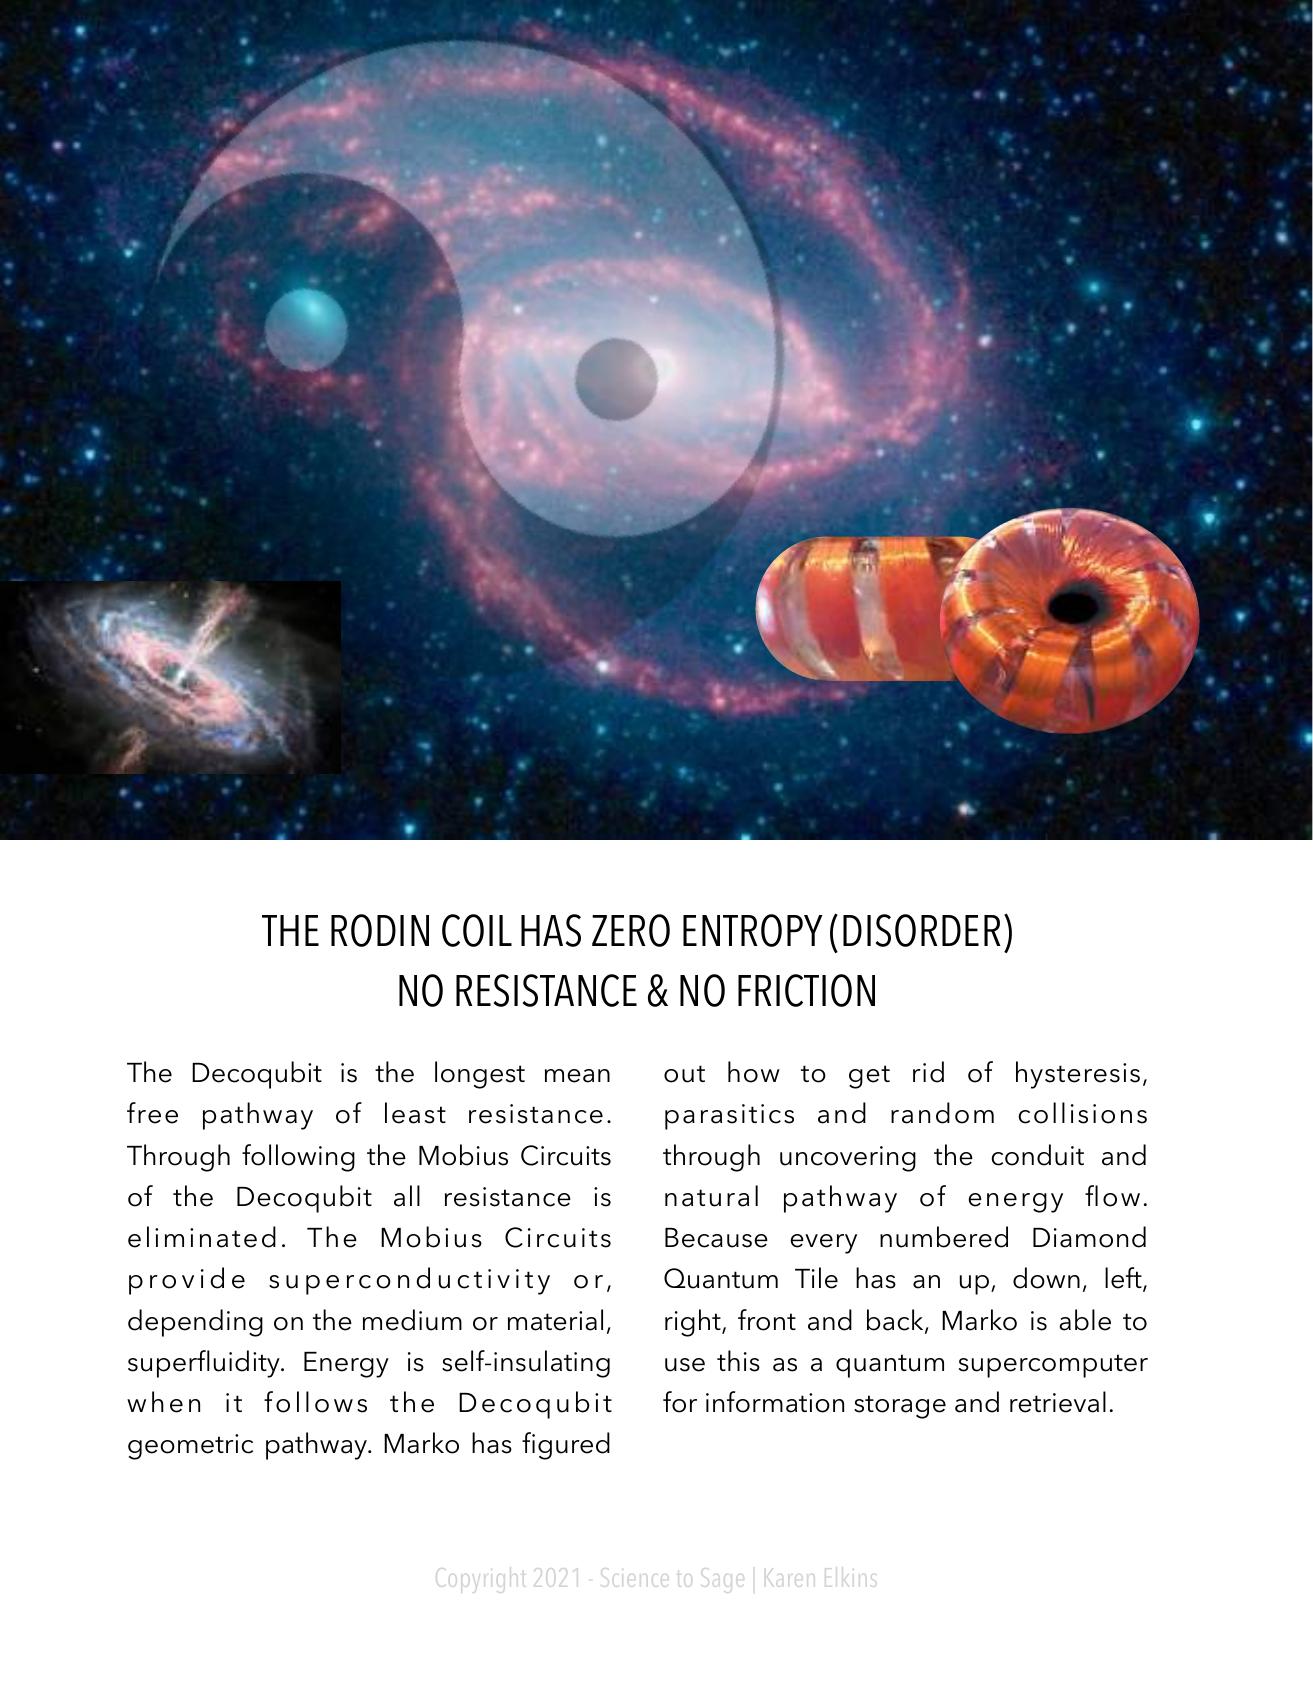 THE RODIN COIL HAS ZERO ENTROPY (DISORDER)
NO RESISTANCE & NO FRICTION
The Decoqubit is the longest mean
free pathway of least resistance.
Through following the Mobius Circuits
of the Decoqubit all resistance is
eliminated. The Mobius Circuits
provide superconductivity or,
depending on the medium or material,
superfluidity. Energy is self-insulating
when it follows the Decoqubit
geometric pathway. Marko has figured
out how to get rid of hysteresis,
parasitics and random collisions
through uncovering the conduit and
natural pathway of energy flow.
Because every numbered Diamond
Quantum Tile has an up, down, left,
right, front and back, Marko is able to
use this as a quantum supercomputer
for information storage and retrieval.
Copyright 2021 - Science to Sage | Karen Elkins